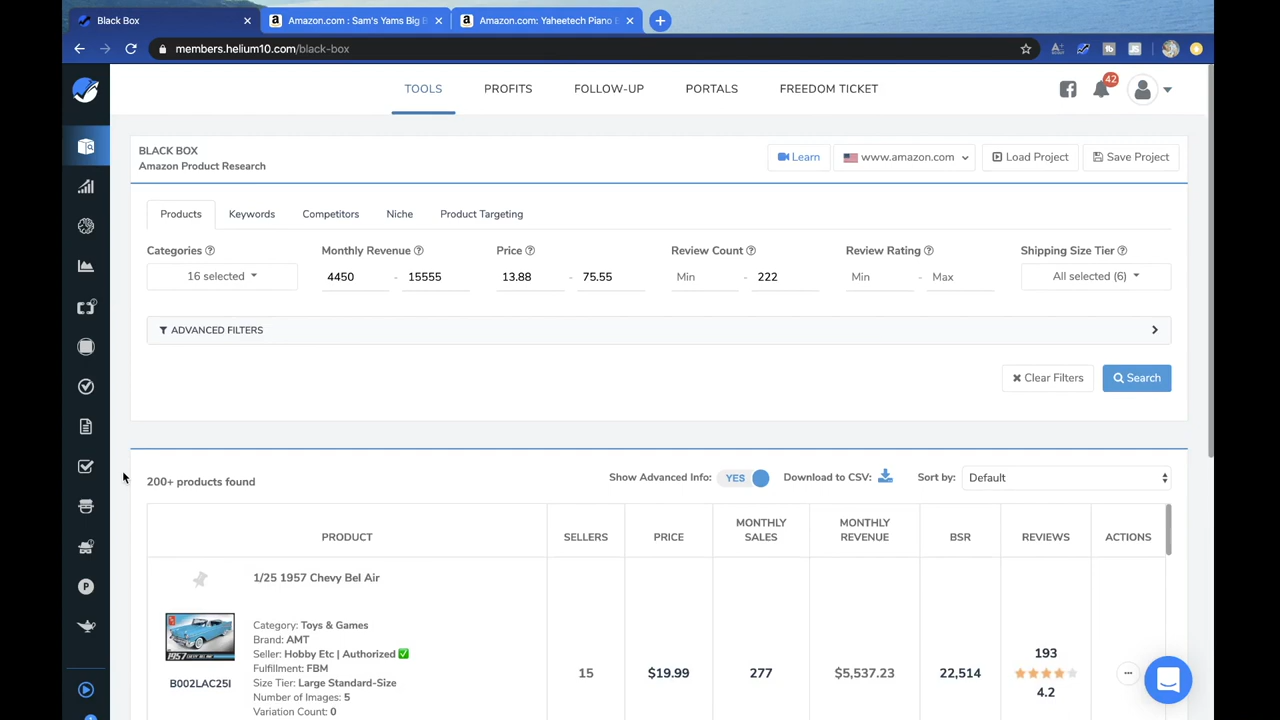 Black Box
Amazon.com : Sam's Yams Big B
Amazon.com: Yaheetech Piano B
members.helium10.com/black-box
TOOLS
PROFITS
FOLLOW-UP
PORTALS
FREEDOM TICKET
42
BLACK BOX
Amazon Product Research
Learn
www.amazon.com
Load Project
Save Project
Products
Keywords
Competitors
Niche
Product Targeting
Categories
Monthly Revenue
Price
Review Count
Review Rating
Shipping Size Tier
16 selected
4450 - 15555
13.88 - 75.55
Min - 222
Min - Max
All selected (6)
ADVANCED FILTERS
Clear Filters
Search
200+ products found
Show Advanced Info: YES
Download to CSV:
Sort by: Default
PRODUCT
SELLERS
PRICE
MONTHLY SALES
MONTHLY REVENUE
BSR
REVIEWS
ACTIONS
1/25 1957 Chevy Bel Air
Category: Toys & Games
Brand: AMT
Seller: Hobby Etc | Authorized ✅
Fulfillment: FBM
Size Tier: Large Standard-Size
Number of Images: 5
Variation Count: 0
B002LAC25I
15
$19.99
277
$5,537.23
22,514
193
4.2